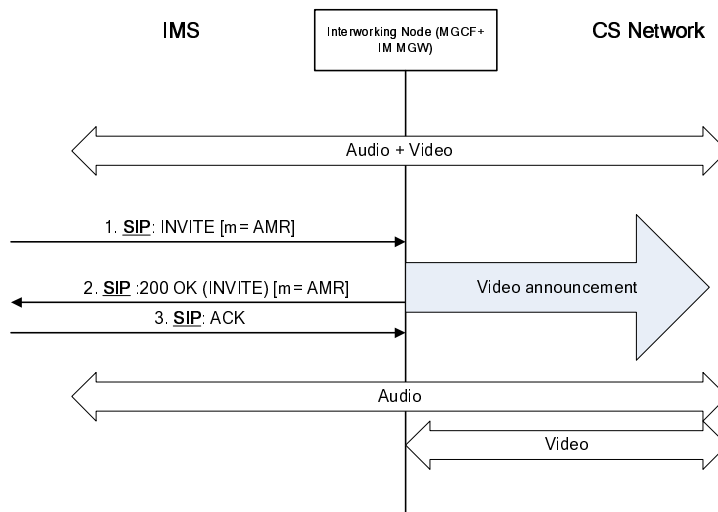 IMS
Interworking Node (MGCF+
IM MGW)
CS Network
Audio + Video
1. SIP: INVITE [m= AMR]
2. SIP :200 OK (INVITE) [m= AMR]
Video announcement
3. SIP: ACK
Audio
Video